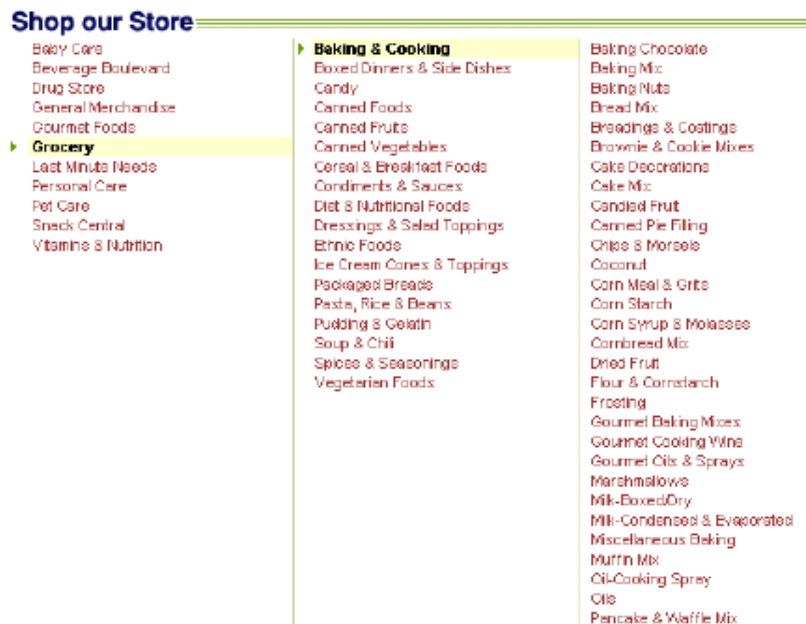 Shop our Store
Baby Care
Beverage Boulevard
Drug Store
General Merchandise
Gourmet Foods
Grocery
Last Minute Needs
Personal Care
Pet Care
Snack Central
Vitamins & Nutrition
Baking & Cooking
Boxed Dinners & Side Dishes
Candy
Canned Foods
Canned Fruits
Canned Vegetables
Cereal & Breakfast Foods
Condiments & Sauces
Diet & Nutritional Foods
Dressings & Salad Toppings
Ethnic Foods
Ice Cream Cones & Toppings
Packaged Breads
Pasta, Rice & Beans
Pudding & Gelatin
Soup & Chili
Spices & Seasonings
Vegetarian Foods
Baking Chocolate
Baking Mix
Baking Nuts
Bread Mix
Breadings & Coatings
Brownie & Cookie Mixes
Cake Decorations
Cake Mix
Candied Fruit
Canned Pie Filling
Chips & Morsels
Coconut
Corn Meal & Grits
Corn Starch
Corn Syrup & Molasses
Cornbread Mix
Dried Fruit
Flour & Cornstarch
Frosting
Gourmet Baking Mixes
Gourmet Cooking Wine
Gourmet Oils & Sprays
Marshmallows
Milk-Boxed/Dry
Milk-Condensed & Evaporated
Miscellaneous Baking
Muffin Mix
Oil-Cooking Spray
Oils
Pancake & Waffle Mix